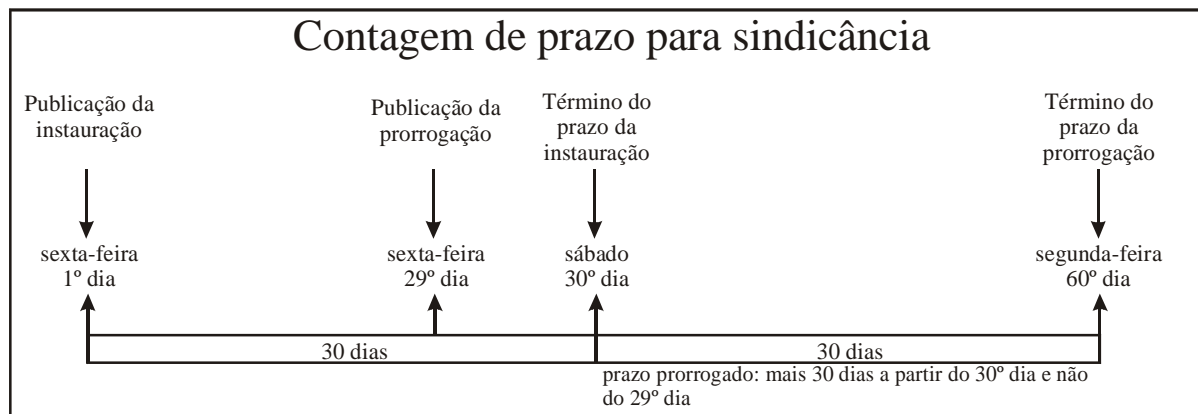 Contagem de prazo para sindicância
Publicação da
instauração
Publicação da
prorrogação
Término do
prazo da
instauração
Término do
prazo da
prorrogação
sexta-feira
1º dia
sexta-feira
29º dia
sábado
30º dia
segunda-feira
60º dia
30 dias
30 dias
prazo prorrogado: mais 30 dias a partir do 30º dia e não
do 29º dia